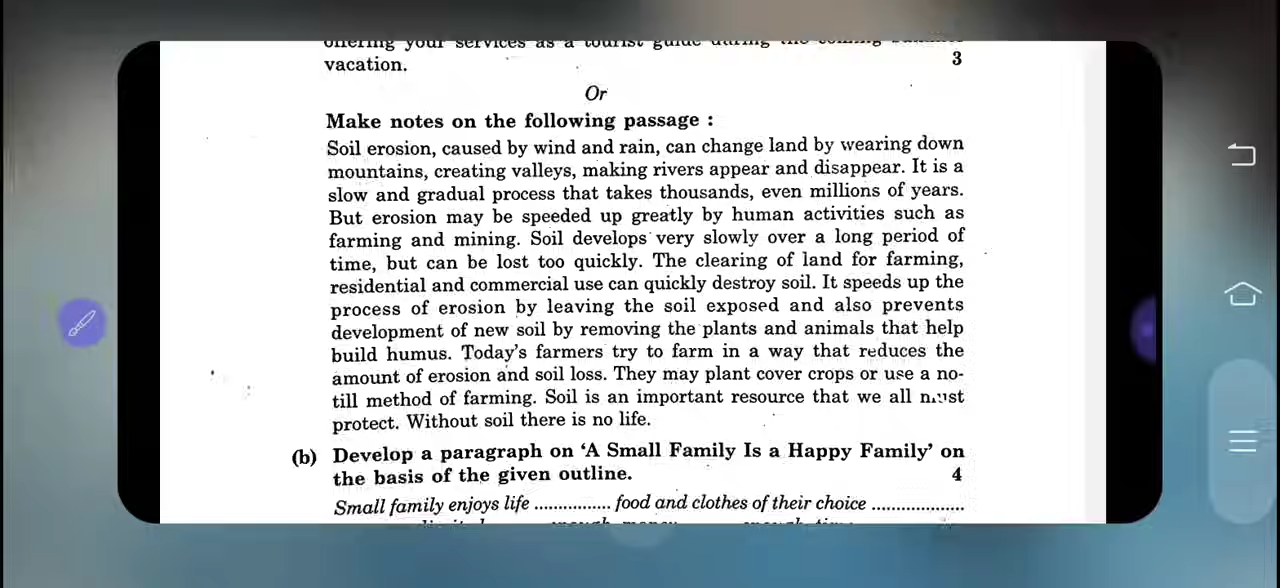 offering your services as a tourist guide during the coming summer
vacation. 3
Or
Make notes on the following passage :
Soil erosion, caused by wind and rain, can change land by wearing down
mountains, creating valleys, making rivers appear and disappear. It is a
slow and gradual process that takes thousands, even millions of years.
But erosion may be speeded up greatly by human activities such as
farming and mining. Soil develops very slowly over a long period of
time, but can be lost too quickly. The clearing of land for farming,
residential and commercial use can quickly destroy soil. It speeds up the
process of erosion by leaving the soil exposed and also prevents
development of new soil by removing the plants and animals that help
build humus. Today's farmers try to farm in a way that reduces the
amount of erosion and soil loss. They may plant cover crops or use a no-
till method of farming. Soil is an important resource that we all must
protect. Without soil there is no life.
(b) Develop a paragraph on 'A Small Family Is a Happy Family' on
the basis of the given outline. 4
Small family enjoys life ................ food and clothes of their choice ...................